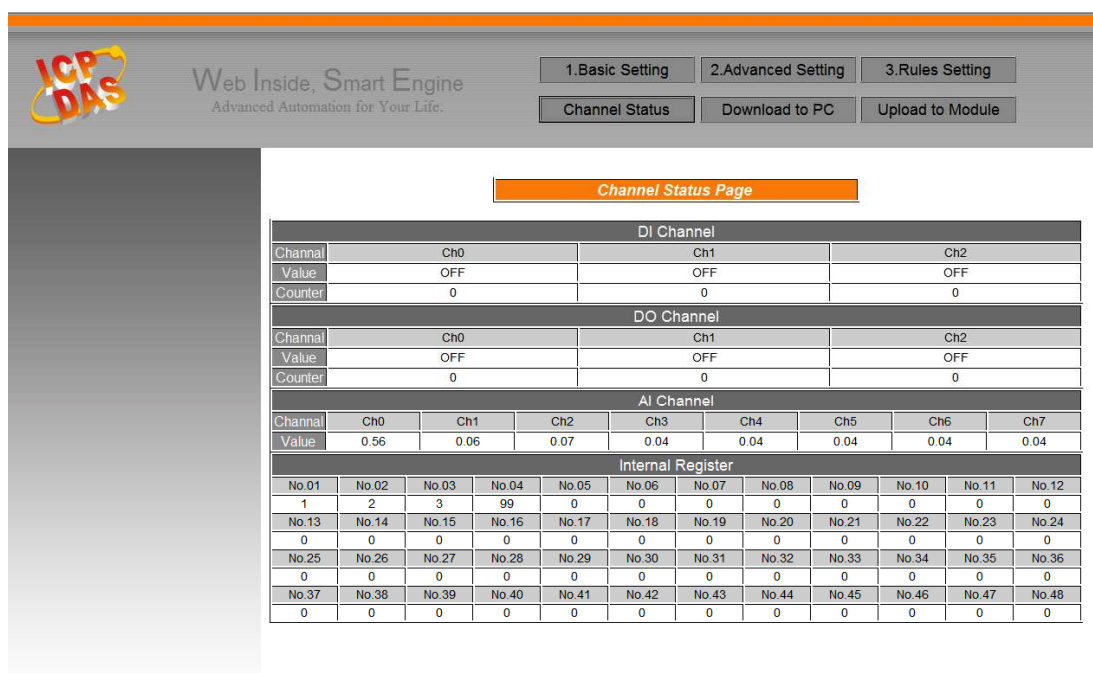 ICP DAS
Web Inside, Smart Engine
Advanced Automation for Your Life.
1.Basic Setting 2.Advanced Setting 3.Rules Setting
Channel Status Download to PC Upload to Module
Channel Status Page
DI Channel
Channal Ch0 Ch1 Ch2
Value OFF OFF OFF
Counter 0 0 0
DO Channel
Channal Ch0 Ch1 Ch2
Value OFF OFF OFF
Counter 0 0 0
AI Channel
Channal Ch0 Ch1 Ch2 Ch3 Ch4 Ch5 Ch6 Ch7
Value 0.56 0.06 0.07 0.04 0.04 0.04 0.04 0.04
Internal Register
No.01 No.02 No.03 No.04 No.05 No.06 No.07 No.08 No.09 No.10 No.11 No.12
1 2 3 99 0 0 0 0 0 0 0 0
No.13 No.14 No.15 No.16 No.17 No.18 No.19 No.20 No.21 No.22 No.23 No.24
0 0 0 0 0 0 0 0 0 0 0 0
No.25 No.26 No.27 No.28 No.29 No.30 No.31 No.32 No.33 No.34 No.35 No.36
0 0 0 0 0 0 0 0 0 0 0 0
No.37 No.38 No.39 No.40 No.41 No.42 No.43 No.44 No.45 No.46 No.47 No.48
0 0 0 0 0 0 0 0 0 0 0 0